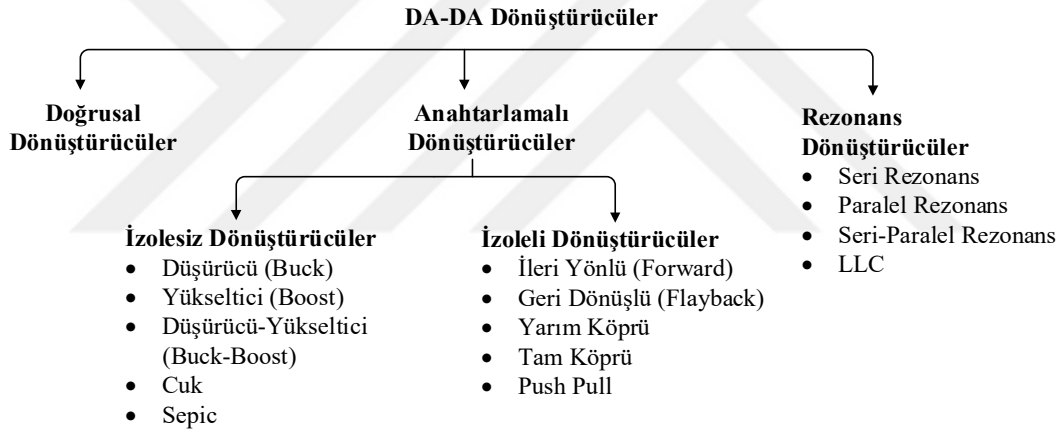 DA-DA Dönüştürücüler
Doğrusal
Dönüştürücüler
Anahtarlamalı
Dönüştürücüler
Rezonans
Dönüştürücüler
• Seri Rezonans
• Paralel Rezonans
• Seri-Paralel Rezonans
• LLC
İzolesiz Dönüştürücüler
• Düşürücü (Buck)
• Yükseltici (Boost)
• Düşürücü-Yükseltici
(Buck-Boost)
• Cuk
• Sepic
İzoleli Dönüştürücüler
• İleri Yönlü (Forward)
• Geri Dönüşlü (Flayback)
• Yarım Köprü
• Tam Köprü
• Push Pull